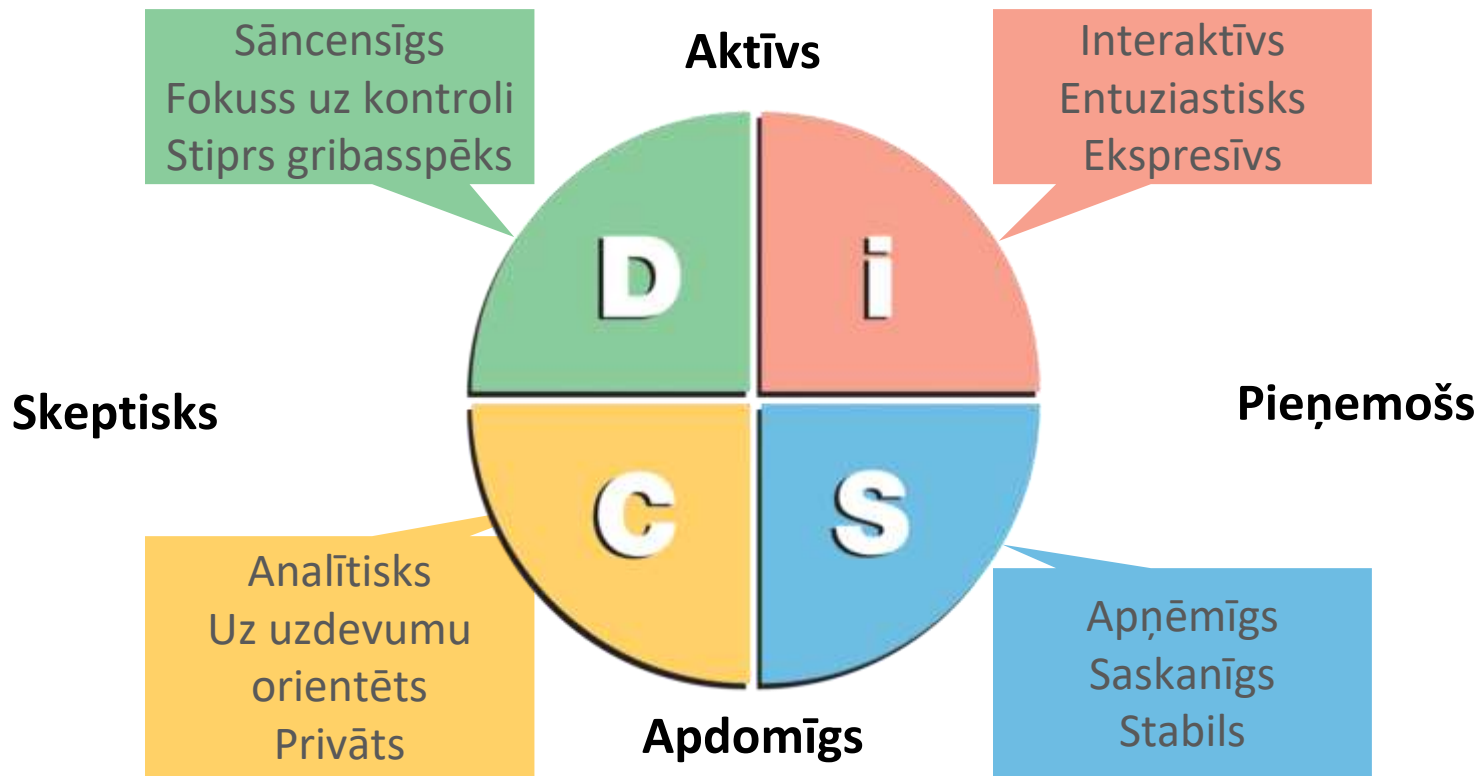 Sāncensīgs
Fokuss uz kontroli
Stiprs gribasspēks
Aktīvs
Interaktīvs
Entuziastisks
Ekspresīvs
D
i
Skeptisks
Pieņemošs
C
S
Analītisks
Uz uzdevumu
orientēts
Privāts
Apdomīgs
Apņēmīgs
Saskanīgs
Stabils